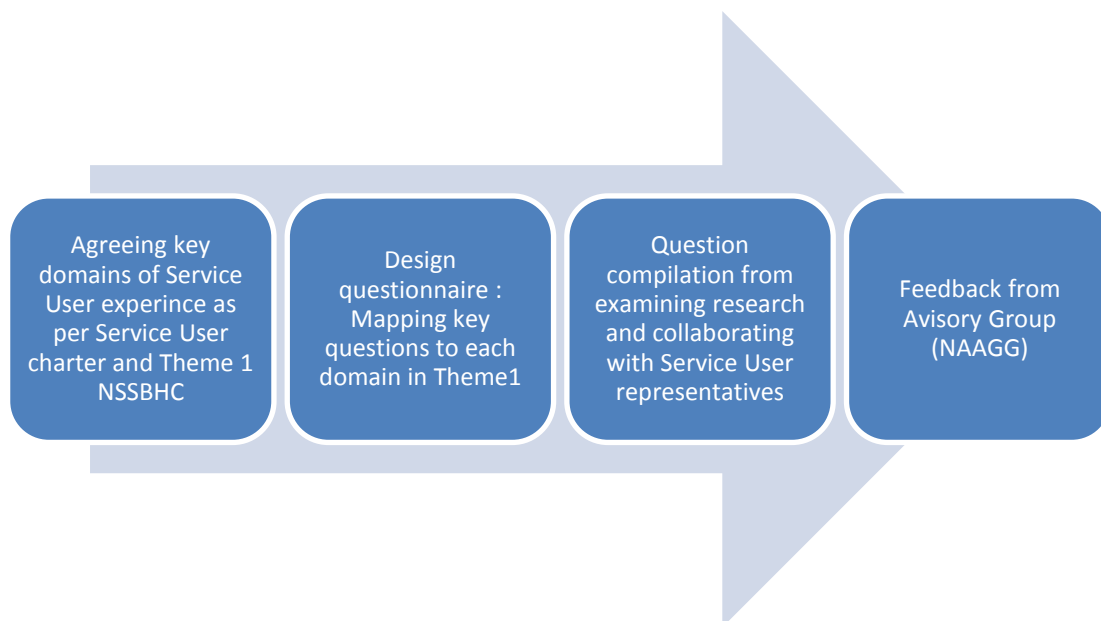 Agreeing key
domains of Service
User experince as
per Service User
charter and Theme 1
NSSBHC
Design
questionnaire :
Mapping key
questions to each
domain in Theme1
Question
compilation from
examining research
and collaborating
with Service User
representatives
Feedback from
Avisory Group
(NAAGG)